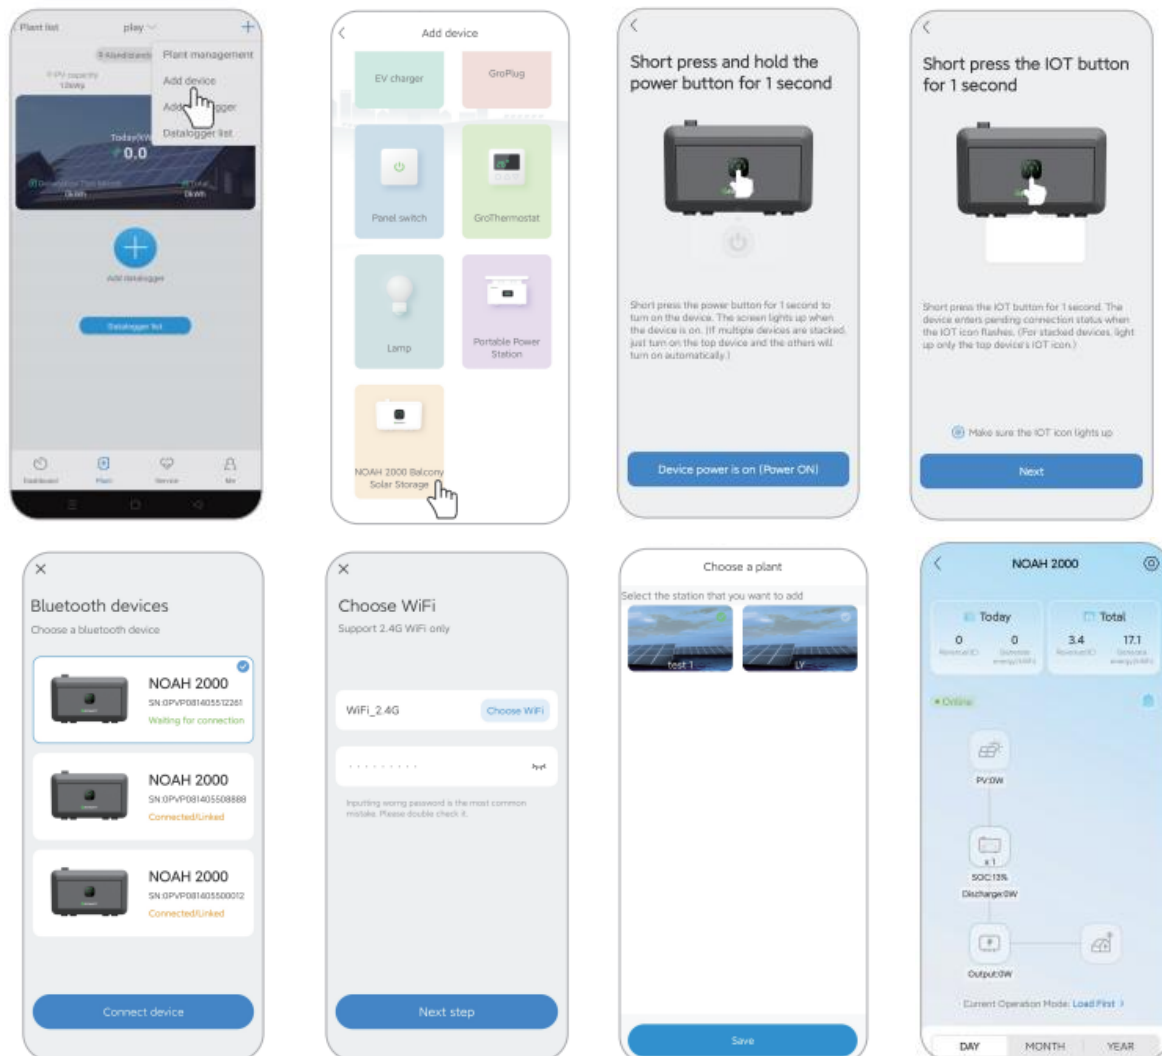 Plant list
play
Plant management
Add device
Datalogger list
PV capacity
0.0
0kWh
0kWh
Add datalogger
Datalogger list
Dashboard
Plant
Service
Me
Add device
EV charger
GroPlug
Panel switch
GroThermostat
Lamp
Portable Power
Station
NOAH 2000 Balcony
Solar Storage
Short press and hold the
power button for 1 second
Short press the power button for 1 second to
turn on the device. The screen lights up when
the device is on. (If multiple devices are stacked,
just turn on the top device and the others will
turn on automatically.)
Device power is on (Power ON)
Short press the IOT button
for 1 second
Short press the IOT button for 1 second. The
device enters pending connection status when
the IOT icon flashes. (For stacked devices, light
up only the top device's IOT icon.)
Make sure the IOT icon lights up
Next
Bluetooth devices
Choose a bluetooth device
NOAH 2000
SN:0PVP081405512261
Waiting for connection
NOAH 2000
SN:0PVP081405508888
Connected/Linked
NOAH 2000
SN:0PVP081405500012
Connected/Linked
Connect device
Choose WiFi
Support 2.4G WiFi only
WiFi_2.4G
Choose WiFi
Inputting worng password is the most common
mistake. Please double check it.
Next step
Choose a plant
Select the station that you want to add
test 1
LY
Save
NOAH 2000
Today
Total
0
0
3.4
17.1
Online
PV:0W
x 1
SOC:13%
Discharge:0W
Output:0W
Current Operation Mode: Load First >
DAY
MONTH
YEAR